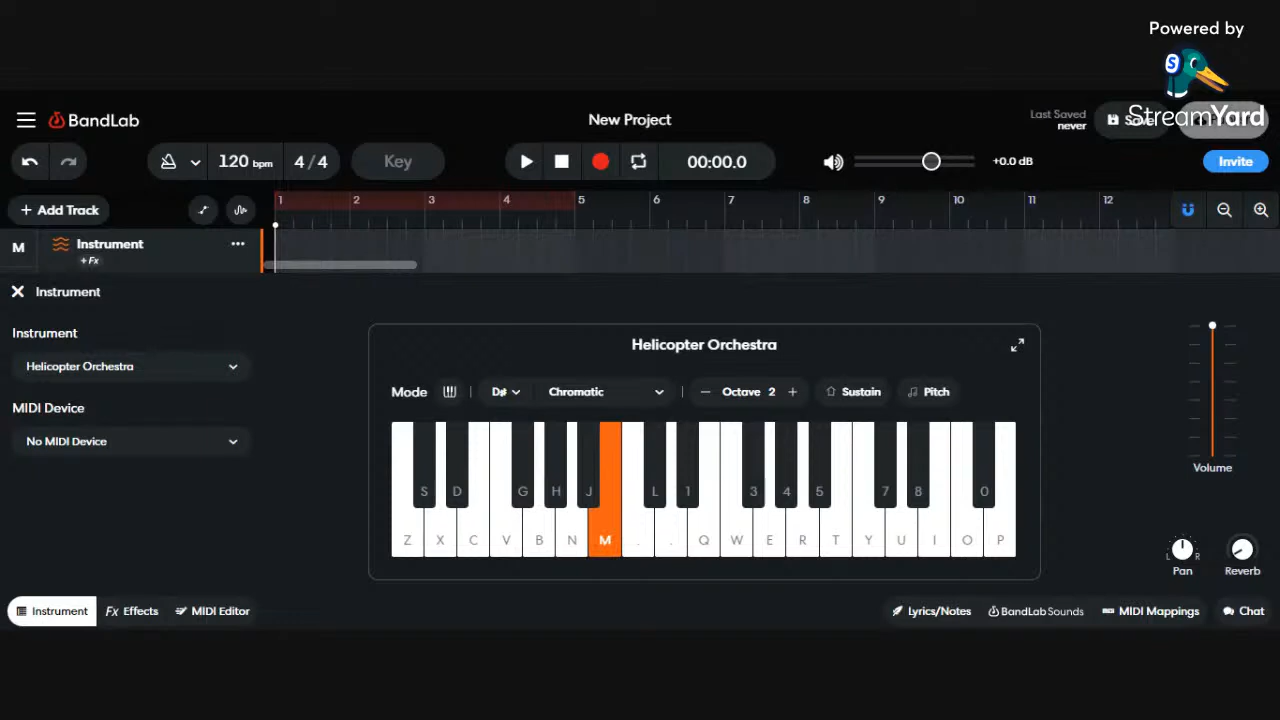 Powered by
S
StreamYard
BandLab
New Project
Last Saved
never
Save
120 bpm
4 / 4
Key
00:00.0
+0.0 dB
Invite
+ Add Track
1 2 3 4 5 6 7 8 9 10 11 12
M
Instrument
+ Fx
Instrument
Instrument
Helicopter Orchestra
MIDI Device
No MIDI Device
Helicopter Orchestra
Mode
D#
Chromatic
Octave 2
Sustain
Pitch
S D G H J L 1 3 4 5 7 8 0
Z X C V B N M , . Q W E R T Y U I O P
Volume
L R
Pan
Reverb
Instrument
Fx Effects
MIDI Editor
Lyrics/Notes
BandLab Sounds
MIDI Mappings
Chat